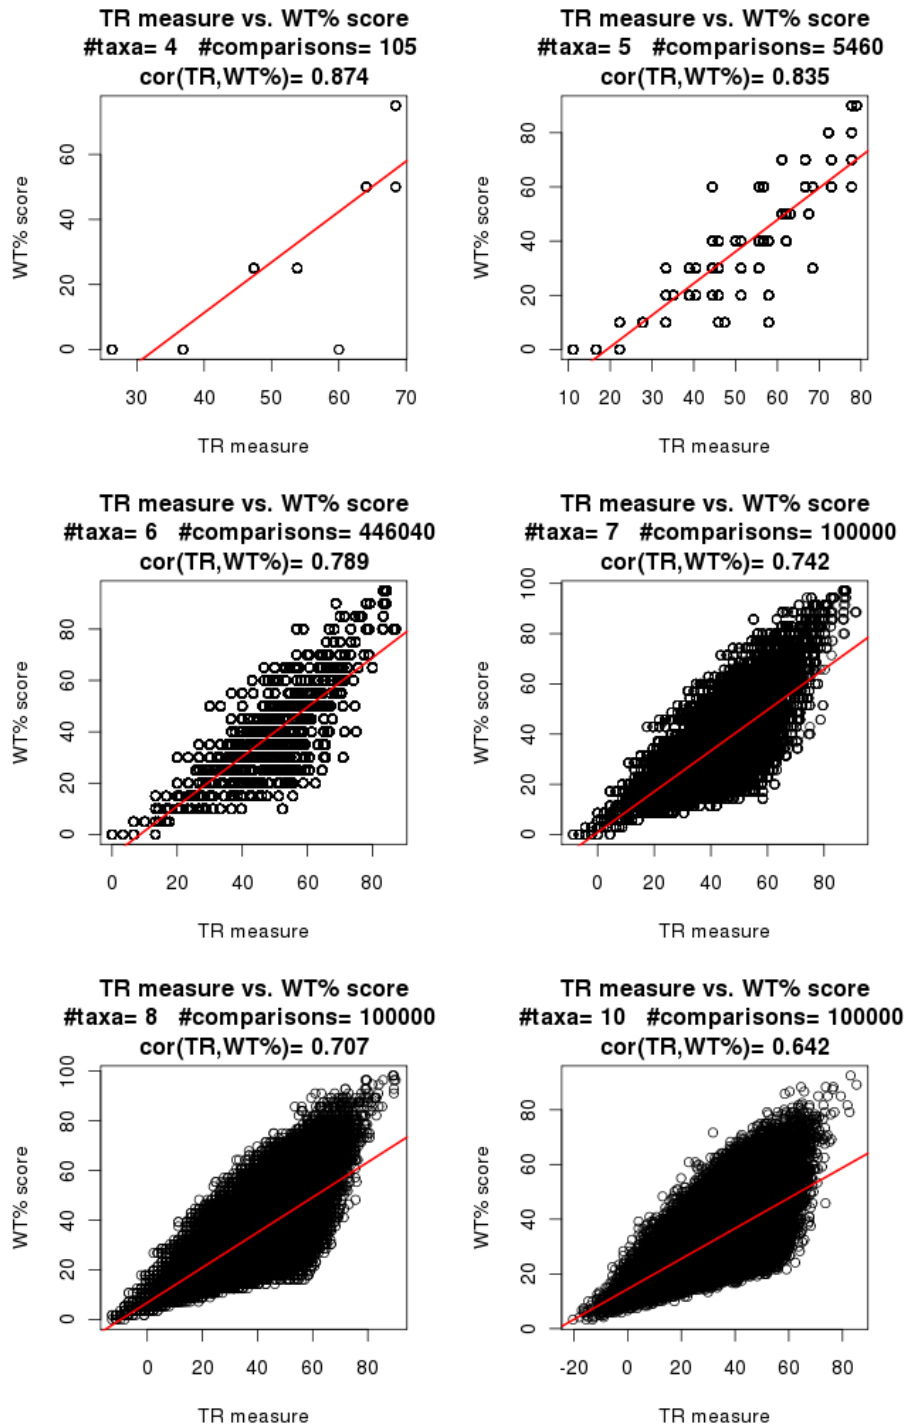 TR measure vs. WT% score
#taxa= 4 #comparisons= 105
cor(TR,WT%)= 0.874
WT% score
60
40
20
0
30 40 50 60 70
TR measure
TR measure vs. WT% score
#taxa= 5 #comparisons= 5460
cor(TR,WT%)= 0.835
WT% score
80
60
40
20
0
10 20 30 40 50 60 70 80
TR measure
TR measure vs. WT% score
#taxa= 6 #comparisons= 446040
cor(TR,WT%)= 0.789
WT% score
80
60
40
20
0
0 20 40 60 80
TR measure
TR measure vs. WT% score
#taxa= 7 #comparisons= 100000
cor(TR,WT%)= 0.742
WT% score
100
80
60
40
20
0
0 20 40 60 80
TR measure
TR measure vs. WT% score
#taxa= 8 #comparisons= 100000
cor(TR,WT%)= 0.707
WT% score
100
80
60
40
20
0
0 20 40 60 80
TR measure
TR measure vs. WT% score
#taxa= 10 #comparisons= 100000
cor(TR,WT%)= 0.642
WT% score
80
60
40
20
0
-20 0 20 40 60 80
TR measure